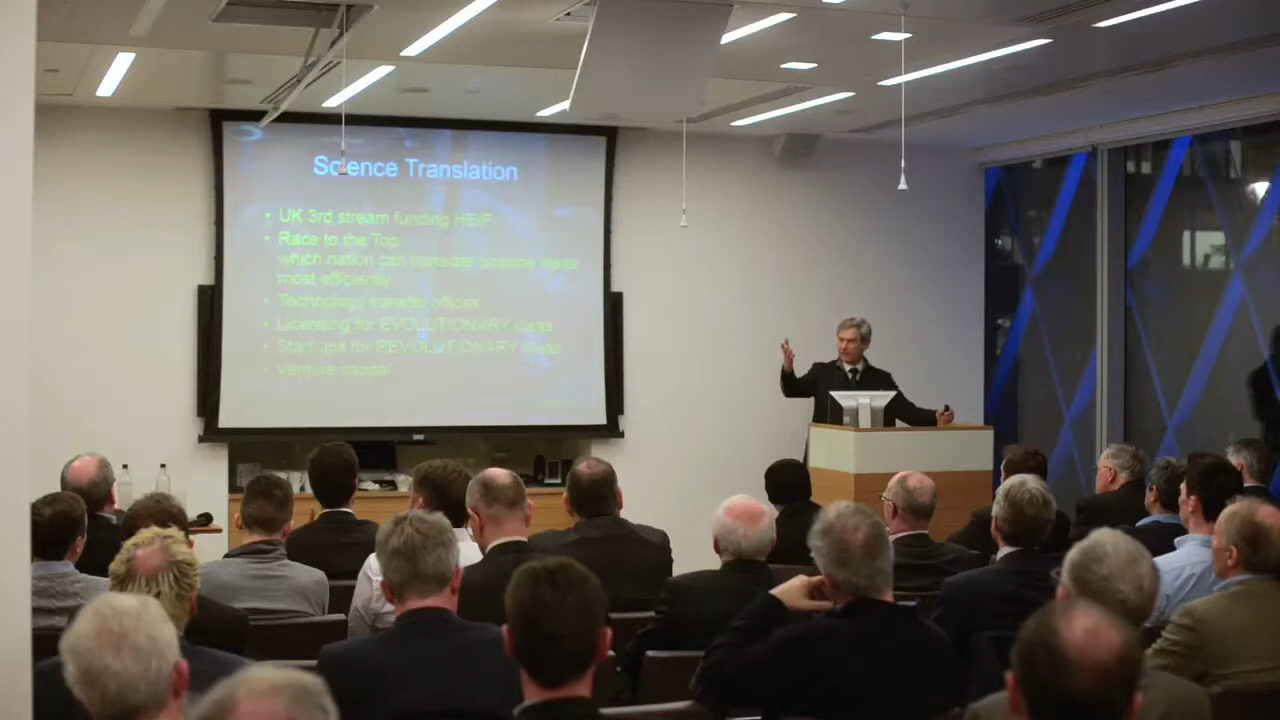 Science Translation
• UK 3rd stream funding HEIF
• Race to the Top
which nation can translate science ideas
most efficiently
• Technology transfer offices
• Licensing for EVOLUTIONARY ideas
• Start ups for REVOLUTIONARY ideas
• Venture capital